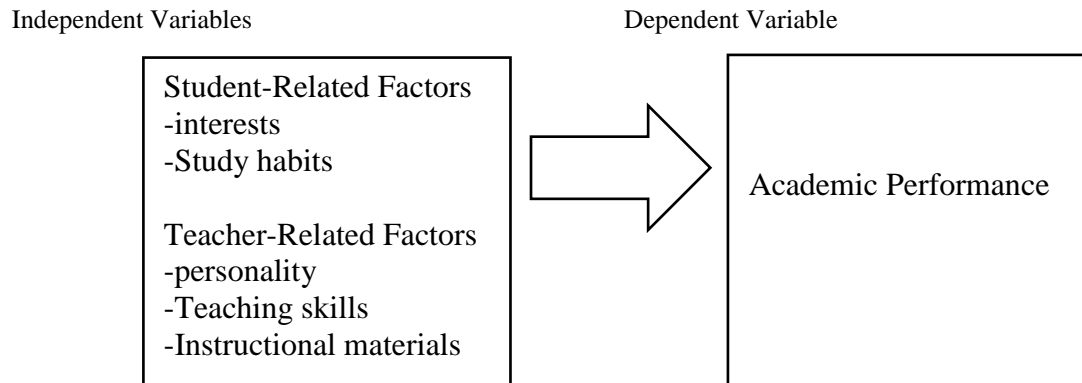 Independent Variables
Dependent Variable
Student-Related Factors
-interests
-Study habits
Teacher-Related Factors
-personality
-Teaching skills
-Instructional materials
Academic Performance